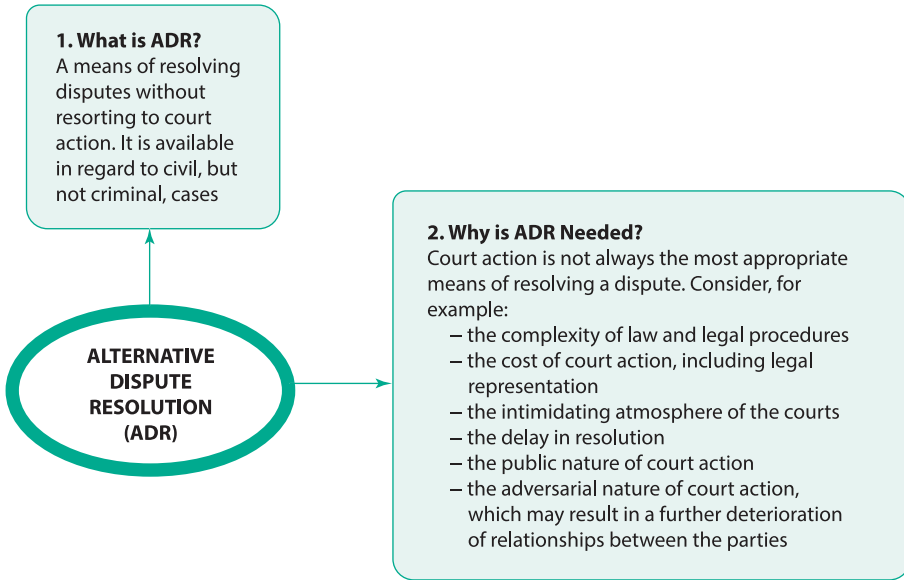 1. What is ADR?
A means of resolving
disputes without
resorting to court
action. It is available
in regard to civil, but
not criminal, cases
ALTERNATIVE
DISPUTE
RESOLUTION
(ADR)
2. Why is ADR Needed?
Court action is not always the most appropriate
means of resolving a dispute. Consider, for
example:
– the complexity of law and legal procedures
– the cost of court action, including legal
representation
– the intimidating atmosphere of the courts
– the delay in resolution
– the public nature of court action
– the adversarial nature of court action,
which may result in a further deterioration
of relationships between the parties